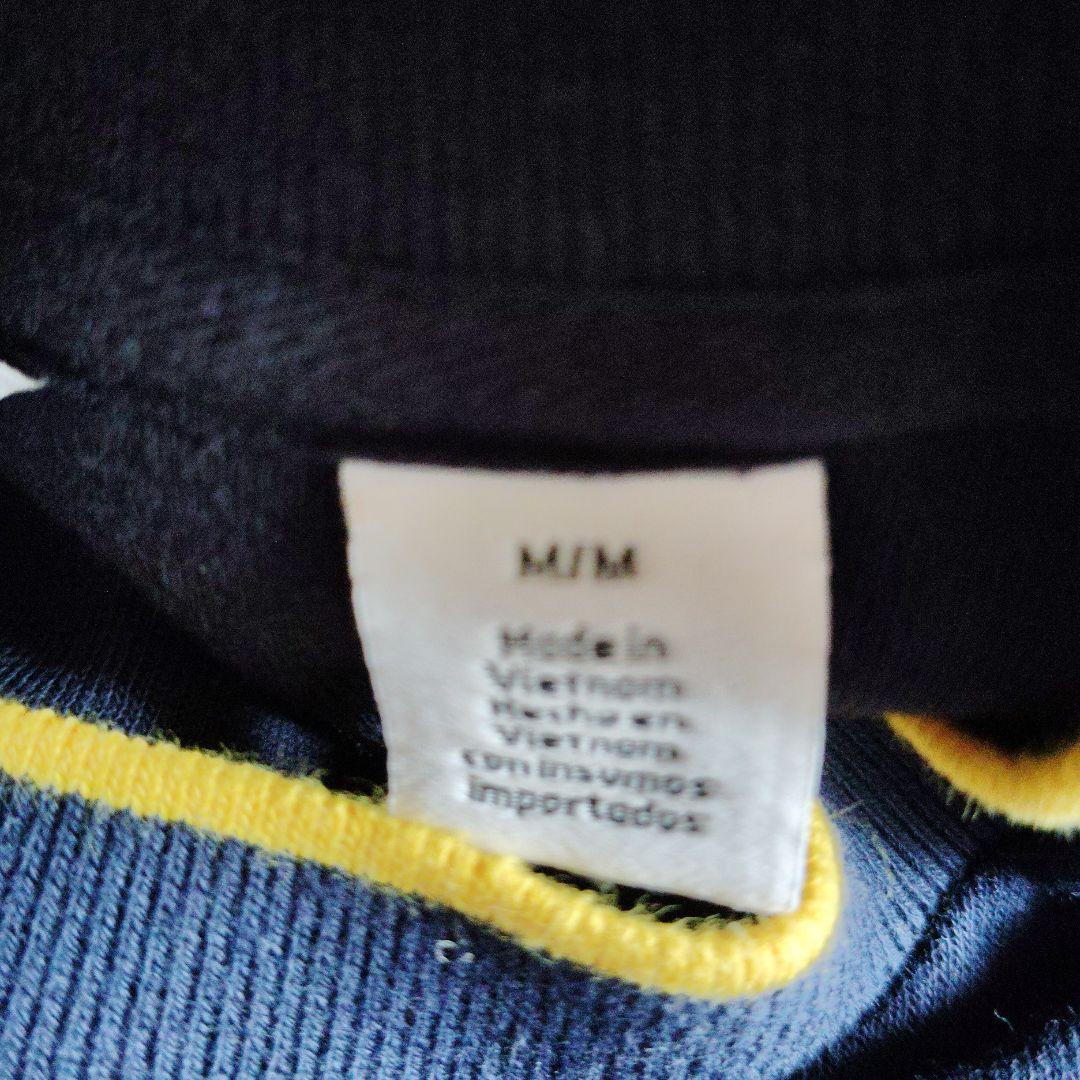 M/M
Made in
Vietnam
Hecho en
Vietnam
con insumos
importados